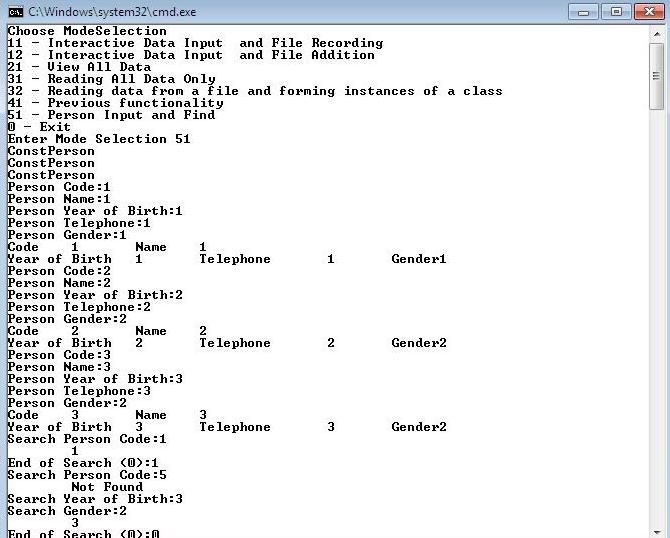 C:\Windows\system32\cmd.exe
Choose ModeSelection
11 - Interactive Data Input  and File Recording
12 - Interactive Data Input  and File Addition
21 - View All Data
31 - Reading All Data Only
32 - Reading data from a file and forming instances of a class
41 - Previous functionality
51 - Person Input and Find
0 - Exit
Enter Mode Selection 51
ConstPerson
ConstPerson
ConstPerson
Person Code:1
Person Name:1
Person Year of Birth:1
Person Telephone:1
Person Gender:1
Code    1       Name    1
Year of Birth   1       Telephone       1       Gender1
Person Code:2
Person Name:2
Person Year of Birth:2
Person Telephone:2
Person Gender:2
Code    2       Name    2
Year of Birth   2       Telephone       2       Gender2
Person Code:3
Person Name:3
Person Year of Birth:3
Person Telephone:3
Person Gender:2
Code    3       Name    3
Year of Birth   3       Telephone       3       Gender2
Search Person Code:1
        1
End of Search (0):1
Search Person Code:5
        Not Found
Search Year of Birth:3
Search Gender:2
        3
End of Search (0):0